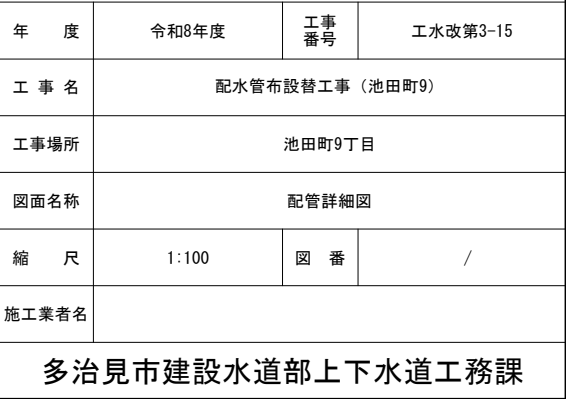 年　度 令和8年度 工事番号 工水改第3-15
工 事 名 配水管布設替工事（池田町9）
工事場所 池田町9丁目
図面名称 配管詳細図
縮　尺 1:100 図　番 /
施工業者名
多治見市建設水道部上下水道工務課